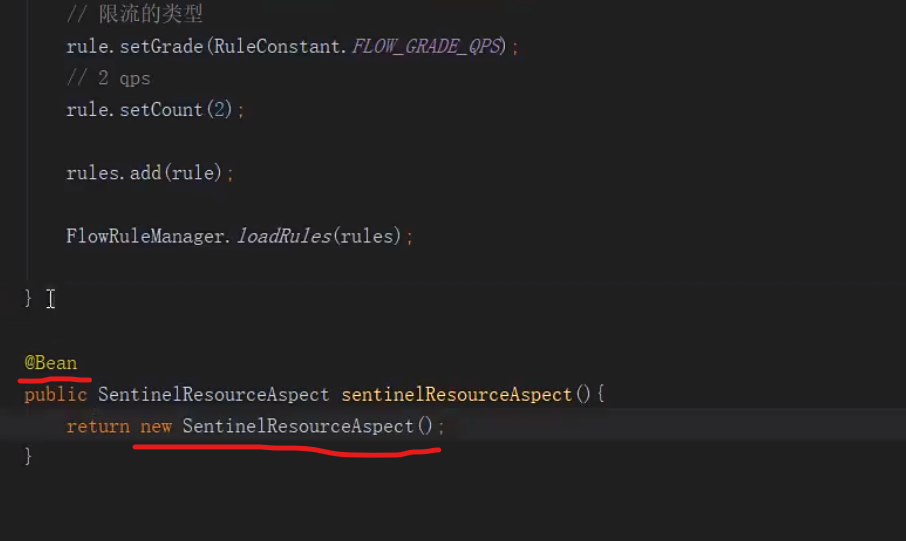 // 限流的类型
rule.setGrade(RuleConstant.FLOW_GRADE_QPS);
// 2 qps
rule.setCount(2);
rules.add(rule);
FlowRuleManager.loadRules(rules);
}
@Bean
public SentinelResourceAspect sentinelResourceAspect(){
return new SentinelResourceAspect();
}